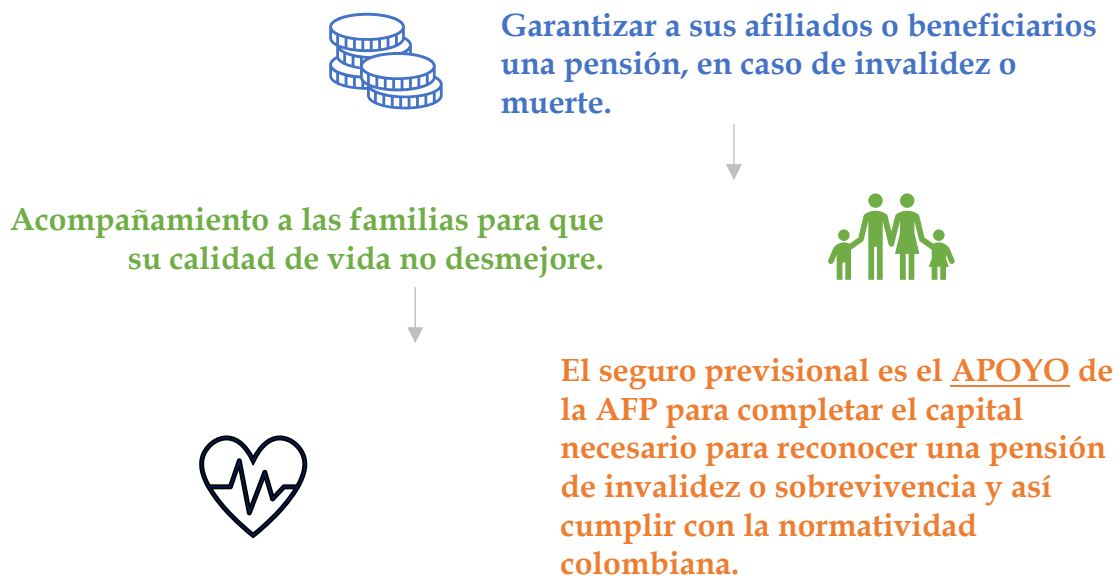 Garantizar a sus afiliados o beneficiarios
una pensión, en caso de invalidez o
muerte.
Acompañamiento a las familias para que
su calidad de vida no desmejore.
El seguro previsional es el APOYO de
la AFP para completar el capital
necesario para reconocer una pensión
de invalidez o sobrevivencia y así
cumplir con la normatividad
colombiana.